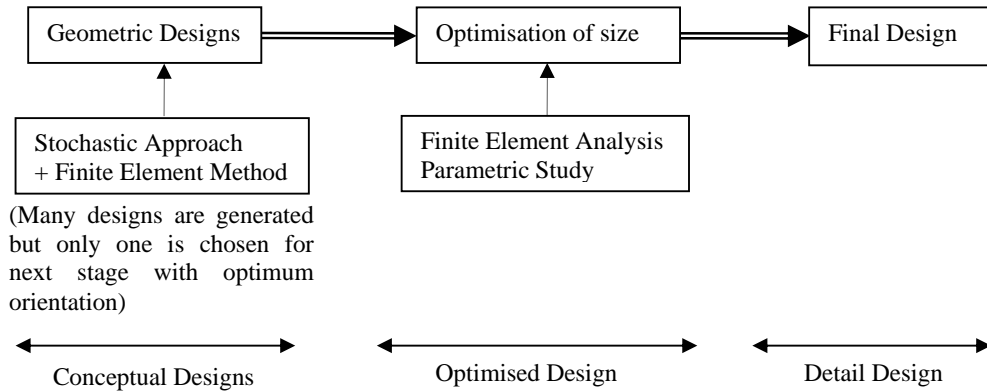 Geometric Designs
Optimisation of size
Final Design
Stochastic Approach
+ Finite Element Method
Finite Element Analysis
Parametric Study
(Many designs are generated
but only one is chosen for
next stage with optimum
orientation)
Conceptual Designs
Optimised Design
Detail Design